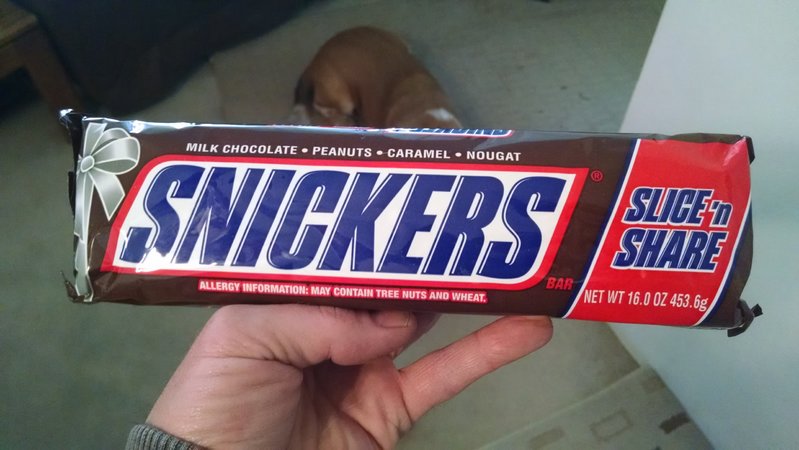 MILK CHOCOLATE • PEANUTS • CARAMEL • NOUGAT
SNICKERS®
BAR
ALLERGY INFORMATION: MAY CONTAIN TREE NUTS AND WHEAT.
SLICE 'n
SHARE
NET WT 16.0 OZ 453.6g